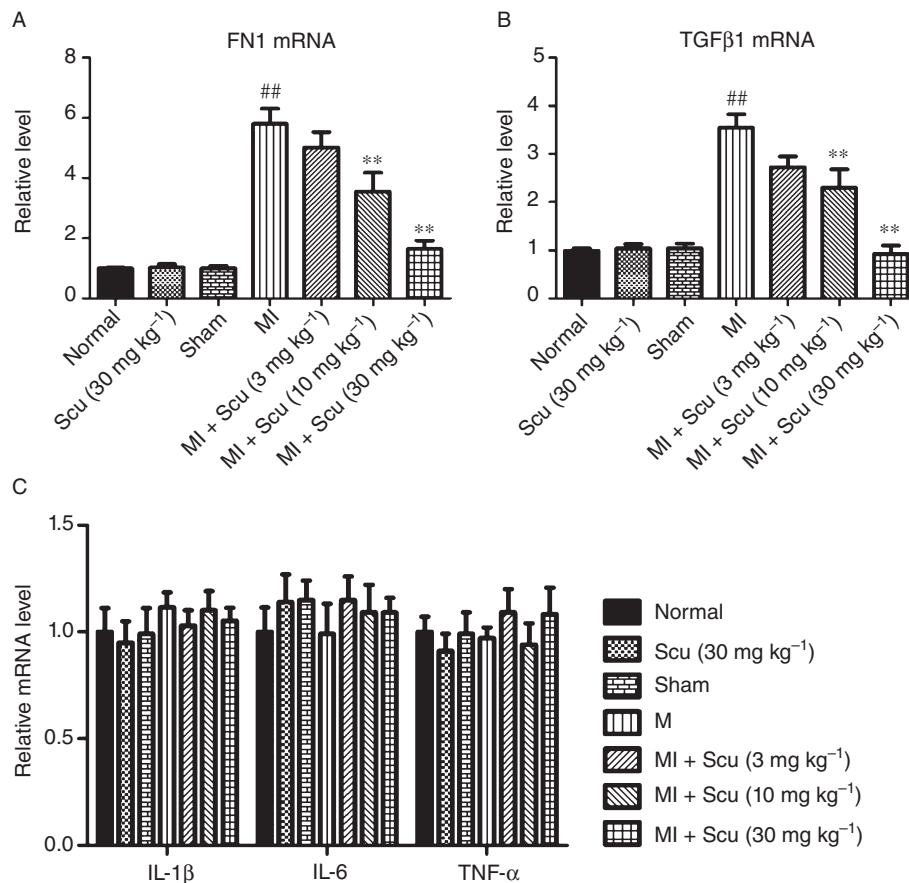 A
FN1 mRNA
Relative level
8
6
4
2
0
##
**
**
Normal
Scu (30 mg kg⁻¹)
Sham
MI
MI + Scu (3 mg kg⁻¹)
MI + Scu (10 mg kg⁻¹)
MI + Scu (30 mg kg⁻¹)
B
TGFβ1 mRNA
Relative level
5
4
3
2
1
0
##
**
**
Normal
Scu (30 mg kg⁻¹)
Sham
MI
MI + Scu (3 mg kg⁻¹)
MI + Scu (10 mg kg⁻¹)
MI + Scu (30 mg kg⁻¹)
C
Relative mRNA level
1.5
1.0
0.5
0.0
IL-1β
IL-6
TNF-α
Normal
Scu (30 mg kg⁻¹)
Sham
M
MI + Scu (3 mg kg⁻¹)
MI + Scu (10 mg kg⁻¹)
MI + Scu (30 mg kg⁻¹)